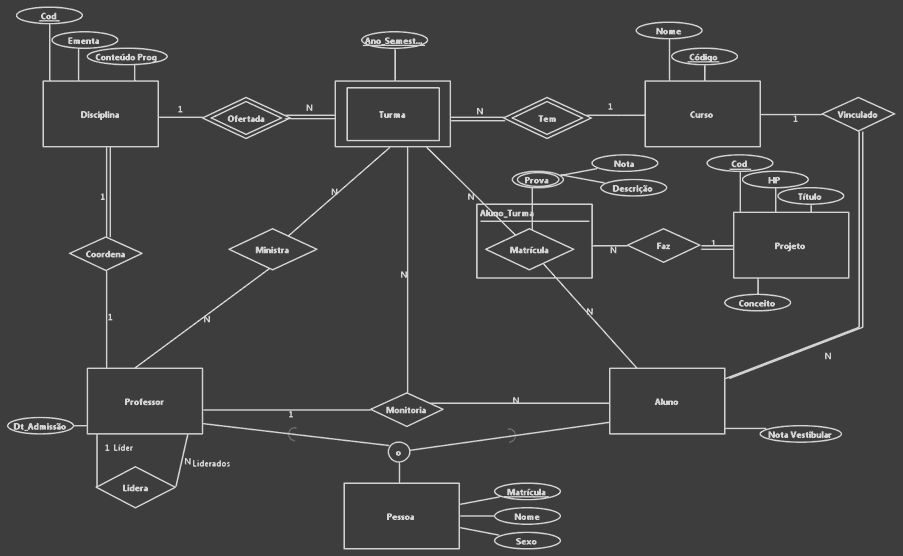 Cod
Ementa
Conteúdo Prog
Disciplina
1
Ofertada
N
Ano_Semest...
Turma
N
Tem
1
Nome
Código
Curso
1
Vinculado
N
1
Coordena
1
N
Ministra
N
N
N
Prova
Nota
Descrição
Aluno_Turma
Matrícula
N
N
Faz
1
Cod
HP
Título
Projeto
Conceito
Professor
Dt_Admissão
1 Líder
N Liderados
Lidera
1
Monitoria
N
Aluno
Nota Vestibular
o
Pessoa
Matrícula
Nome
Sexo